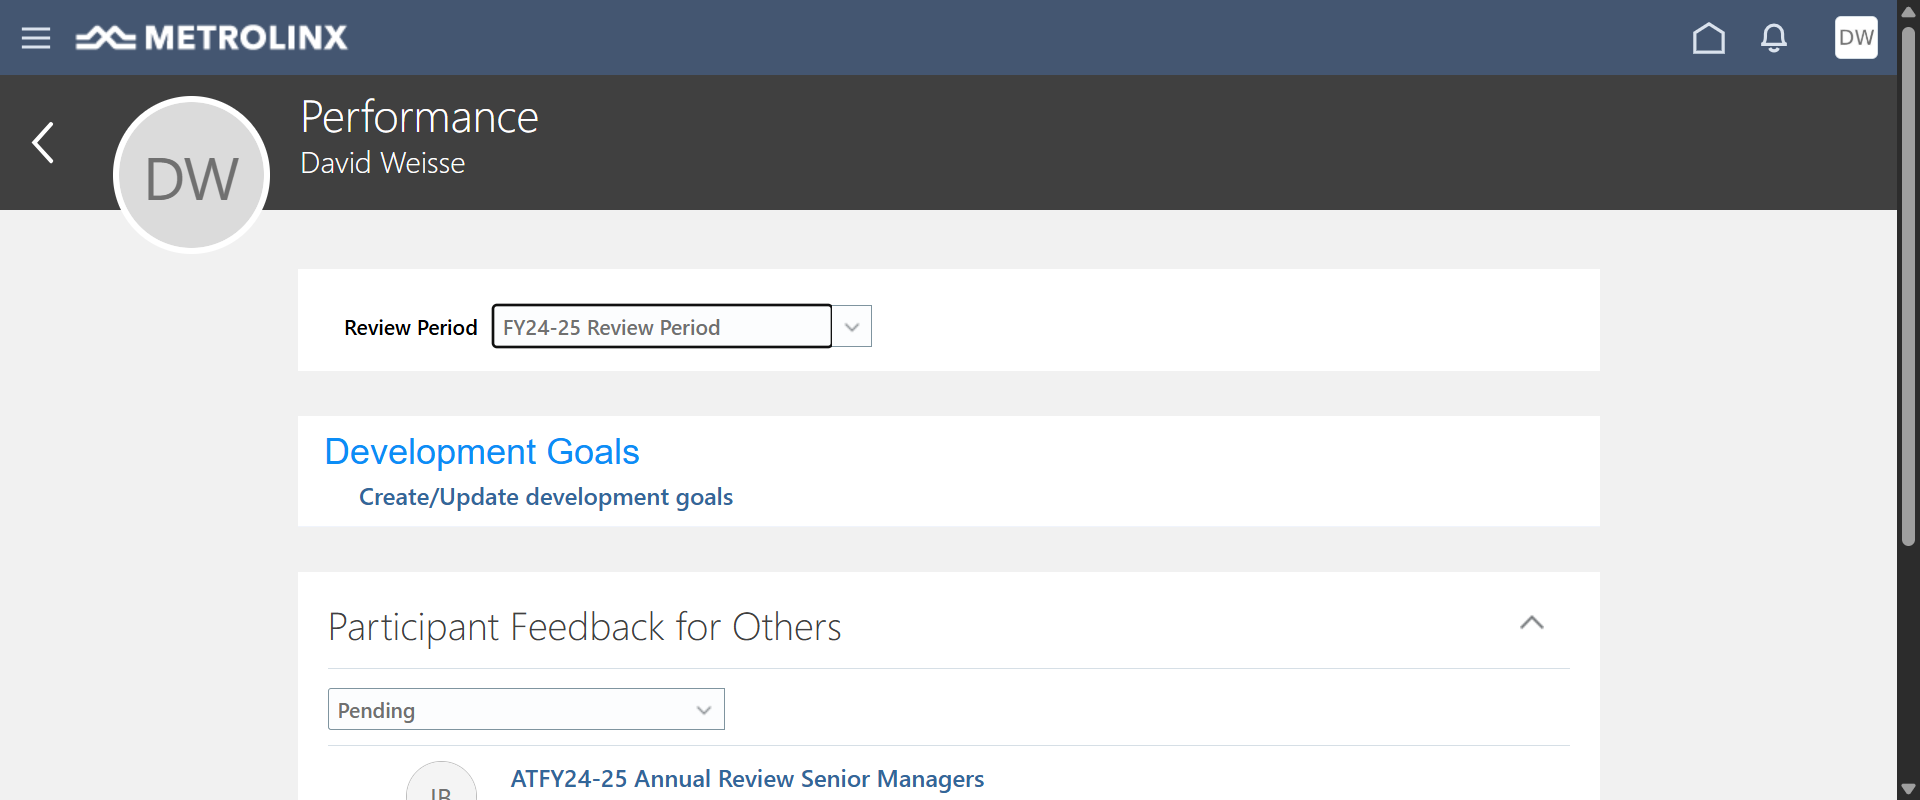 METROLINX
DW
DW
Performance
David Weisse
Review Period
FY24-25 Review Period
Development Goals
Create/Update development goals
Participant Feedback for Others
Pending
ATFY24-25 Annual Review Senior Managers